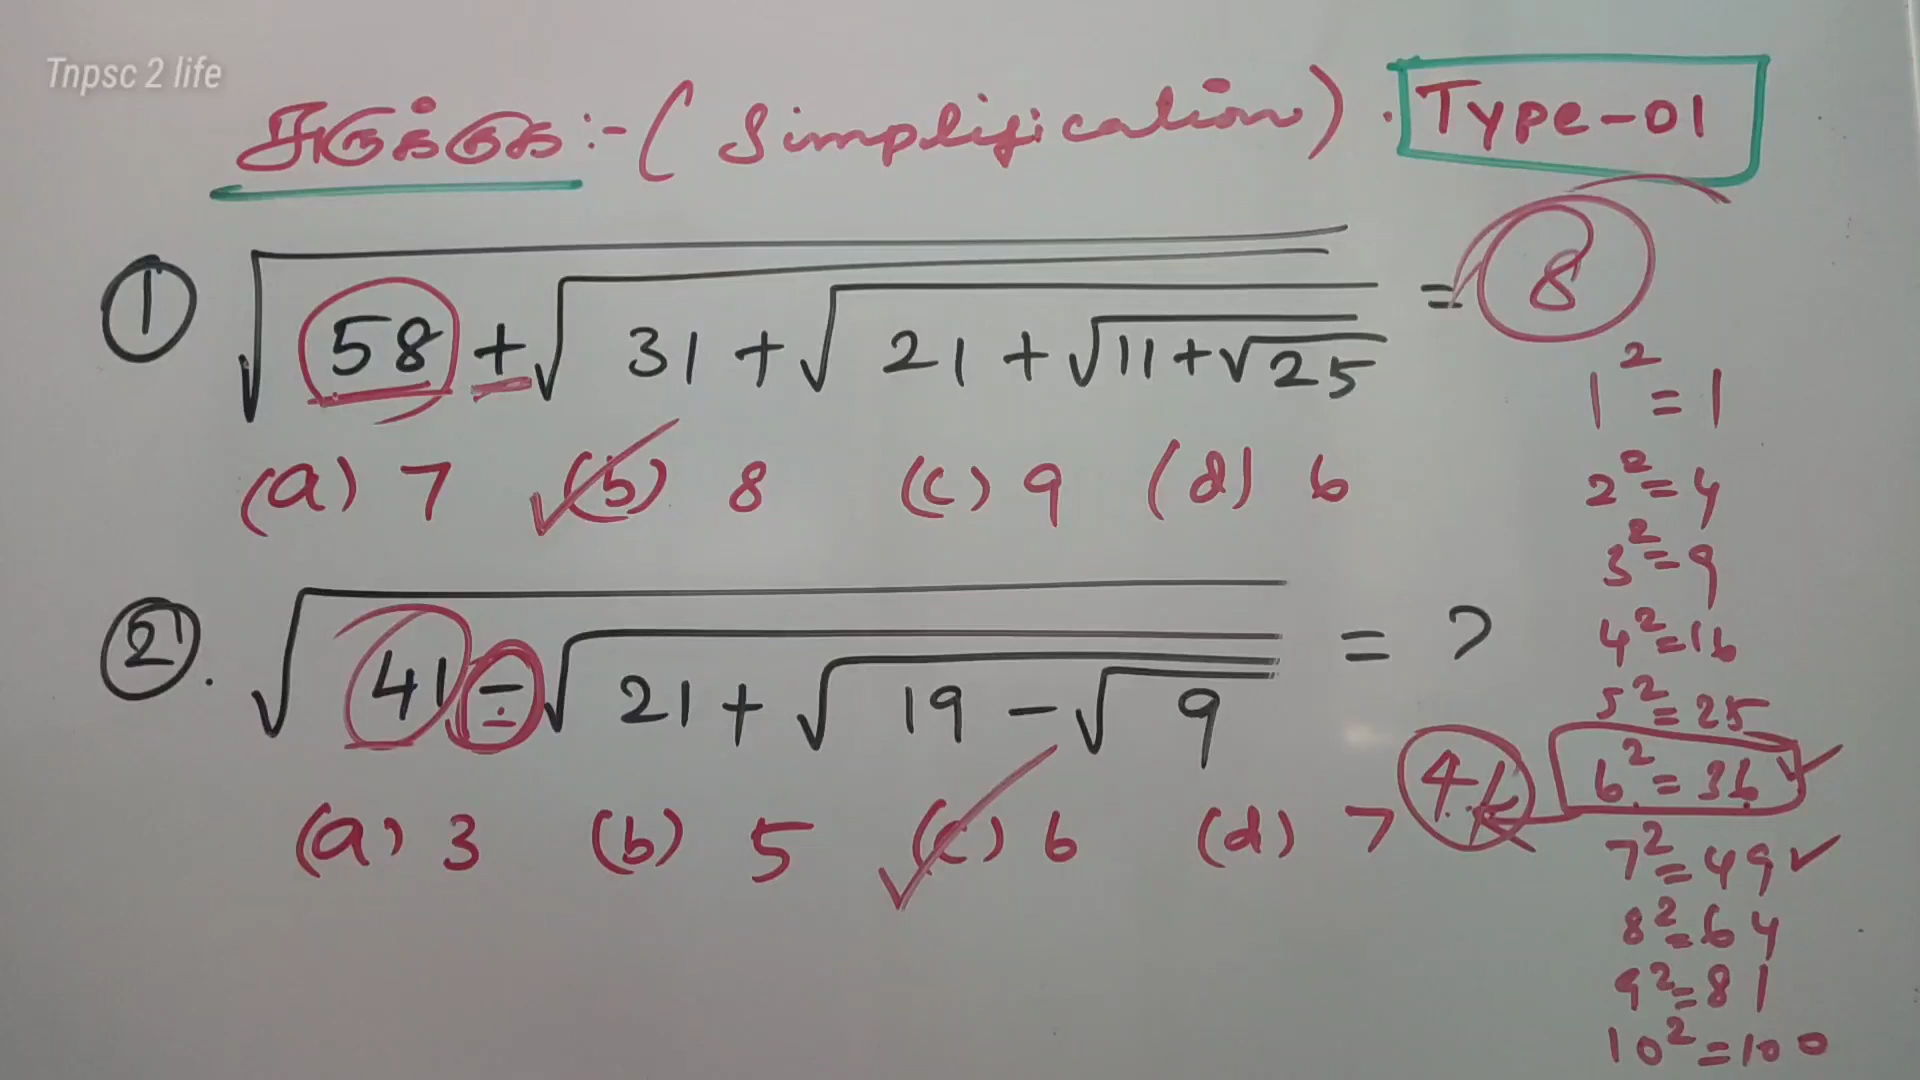 Tnpsc 2 life
சுருக்குக :- (Simplification). Type-01
① √58 + √31 + √21 + √11 + √25 = 8
(a) 7 (b) 8 (c) 9 (d) 6
②. √41 - √21 + √19 - √9 = ?
(a) 3 (b) 5 (c) 6 (d) 7
1² = 1
2² = 4
3² = 9
4² = 16
5² = 25
6² = 36
7² = 49
8² = 64
9² = 81
10² = 100